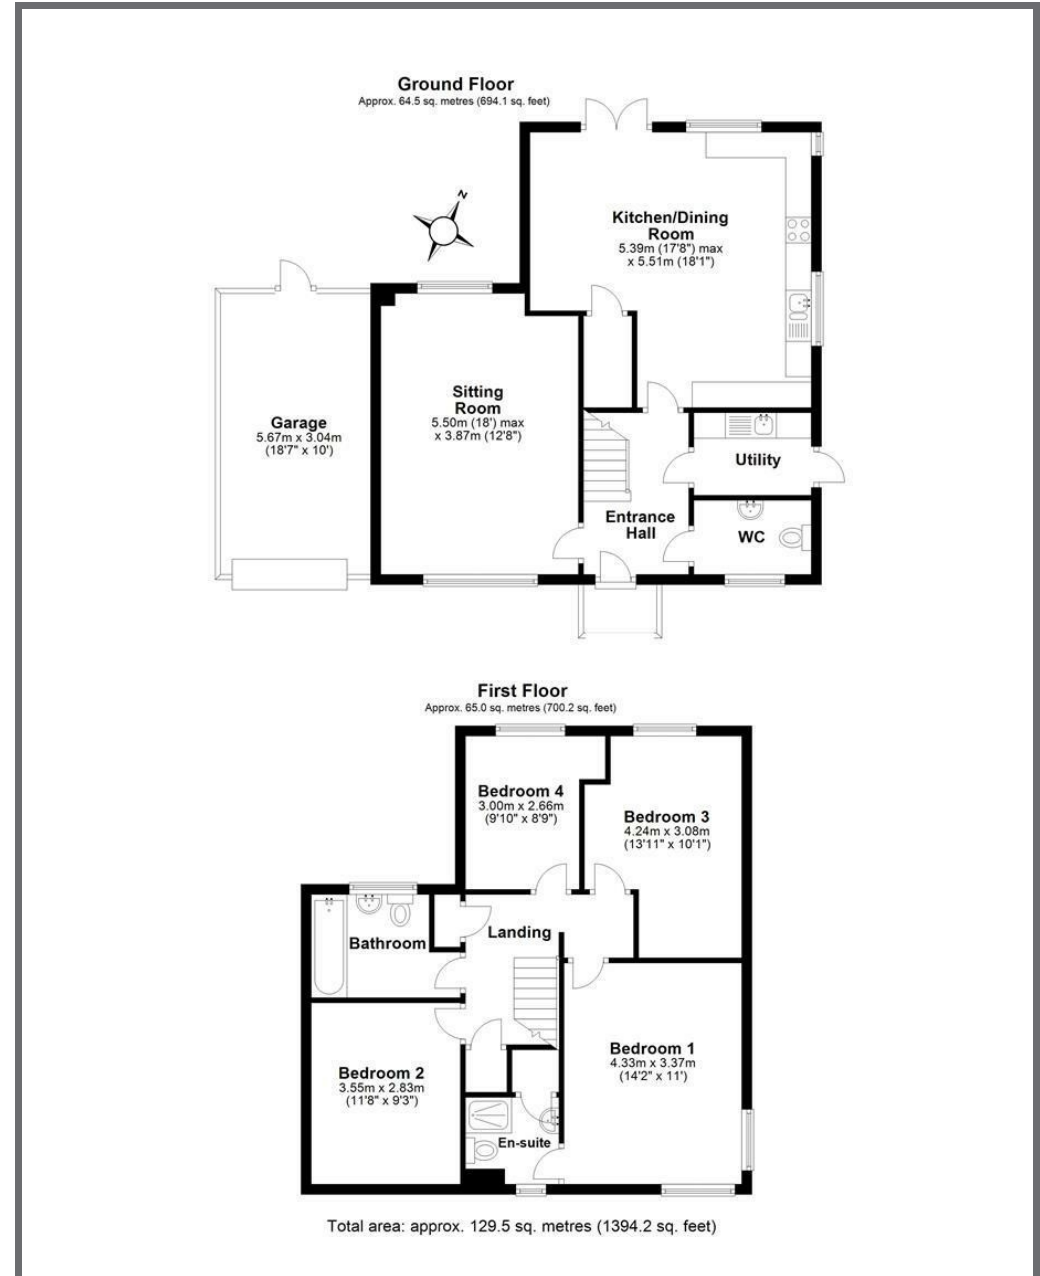 Ground Floor
Approx. 64.5 sq. metres (694.1 sq. feet)
N
Kitchen/Dining
Room
5.39m (17'8") max
x 5.51m (18'1")
Sitting
Room
5.50m (18') max
x 3.87m (12'8")
Garage
5.67m x 3.04m
(18'7" x 10')
Utility
Entrance
Hall
WC
First Floor
Approx. 65.0 sq. metres (700.2 sq. feet)
Bedroom 4
3.00m x 2.66m
(9'10" x 8'9")
Bedroom 3
4.24m x 3.08m
(13'11" x 10'1")
Landing
Bathroom
Bedroom 1
4.33m x 3.37m
(14'2" x 11')
Bedroom 2
3.55m x 2.83m
(11'8" x 9'3")
En-suite
Total area: approx. 129.5 sq. metres (1394.2 sq. feet)